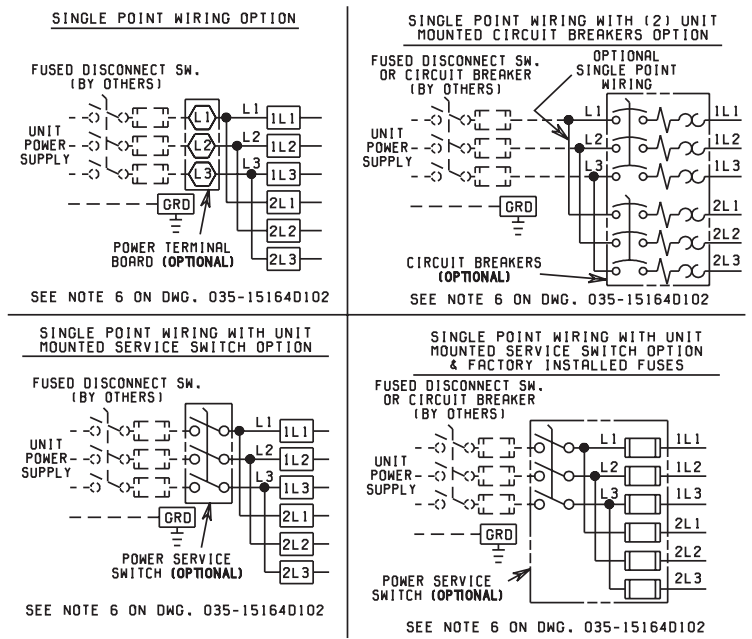 SINGLE POINT WIRING OPTION
FUSED DISCONNECT SW.
(BY OTHERS)
UNIT
POWER
SUPPLY
L1
L2
L3
L1
L2
L3
1L1
1L2
1L3
2L1
2L2
2L3
GRD
POWER TERMINAL
BOARD (OPTIONAL)
SEE NOTE 6 ON DWG. 035-15164D102
SINGLE POINT WIRING WITH (2) UNIT
MOUNTED CIRCUIT BREAKERS OPTION
FUSED DISCONNECT SW.
OR CIRCUIT BREAKER
(BY OTHERS)
OPTIONAL
SINGLE POINT
WIRING
UNIT
POWER
SUPPLY
L1
L2
L3
1L1
1L2
1L3
2L1
2L2
2L3
GRD
CIRCUIT BREAKERS
(OPTIONAL)
SEE NOTE 6 ON DWG. 035-15164D102
SINGLE POINT WIRING WITH UNIT
MOUNTED SERVICE SWITCH OPTION
FUSED DISCONNECT SW.
(BY OTHERS)
UNIT
POWER
SUPPLY
L1
L2
L3
1L1
1L2
1L3
2L1
2L2
2L3
GRD
POWER SERVICE
SWITCH (OPTIONAL)
SEE NOTE 6 ON DWG. 035-15164D102
SINGLE POINT WIRING WITH UNIT
MOUNTED SERVICE SWITCH OPTION
& FACTORY INSTALLED FUSES
FUSED DISCONNECT SW.
OR CIRCUIT BREAKER
(BY OTHERS)
UNIT
POWER
SUPPLY
L1
L2
L3
1L1
1L2
1L3
2L1
2L2
2L3
GRD
POWER SERVICE
SWITCH (OPTIONAL)
SEE NOTE 6 ON DWG. 035-15164D102